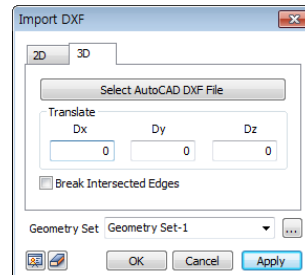 Import DXF
2D 3D
Select AutoCAD DXF File
Translate
Dx Dy Dz
0 0 0
Break Intersected Edges
Geometry Set Geometry Set-1 ...
OK Cancel Apply